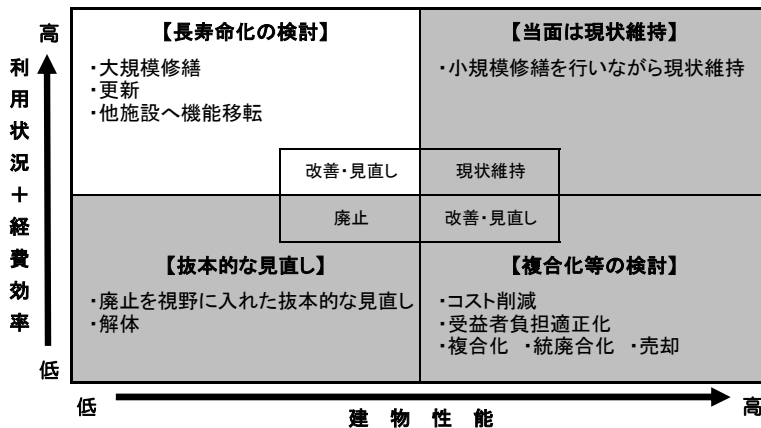 高
利用状況＋経費効率
低
【長寿命化の検討】
・大規模修繕
・更新
・他施設へ機能移転
【当面は現状維持】
・小規模修繕を行いながら現状維持
改善・見直し
現状維持
廃止
改善・見直し
【抜本的な見直し】
・廃止を視野に入れた抜本的な見直し
・解体
【複合化等の検討】
・コスト削減
・受益者負担適正化
・複合化　・統廃合化　・売却
低
建物性能
高